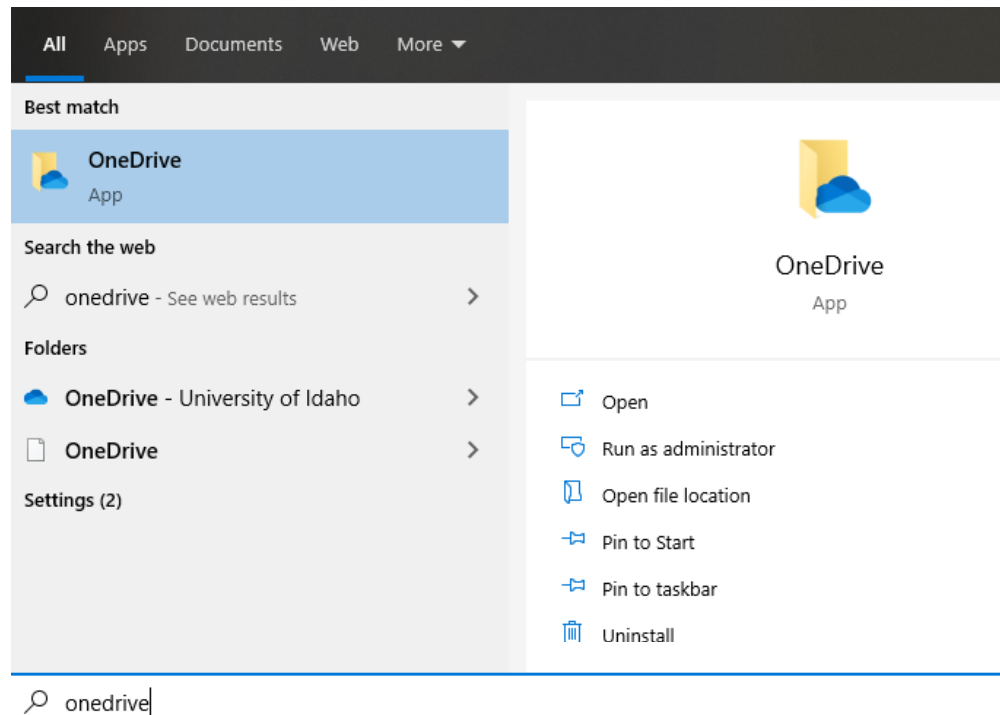 All Apps Documents Web More
Best match
OneDrive
App
Search the web
onedrive - See web results
Folders
OneDrive - University of Idaho
OneDrive
Settings (2)
OneDrive
App
Open
Run as administrator
Open file location
Pin to Start
Pin to taskbar
Uninstall
onedrive